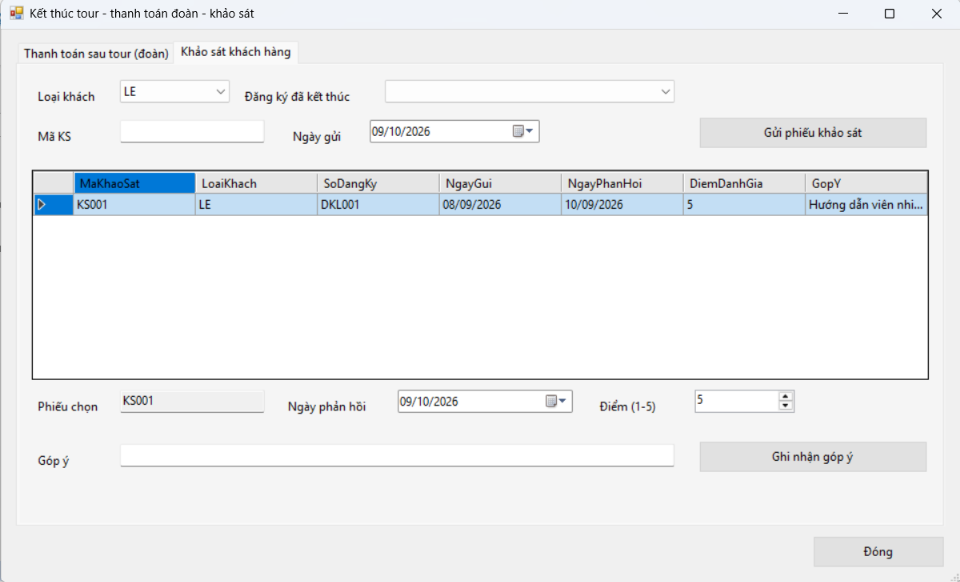 Kết thúc tour - thanh toán đoàn - khảo sát
Thanh toán sau tour (đoàn) Khảo sát khách hàng
Loại khách LE Đăng ký đã kết thúc
Mã KS Ngày gửi 09/10/2026 Gửi phiếu khảo sát
MaKhaoSat LoaiKhach SoDangKy NgayGui NgayPhanHoi DiemDanhGia GopY
KS001 LE DKL001 08/09/2026 10/09/2026 5 Hướng dẫn viên nhi...
Phiếu chọn KS001 Ngày phản hồi 09/10/2026 Điểm (1-5) 5
Góp ý Ghi nhận góp ý
Đóng